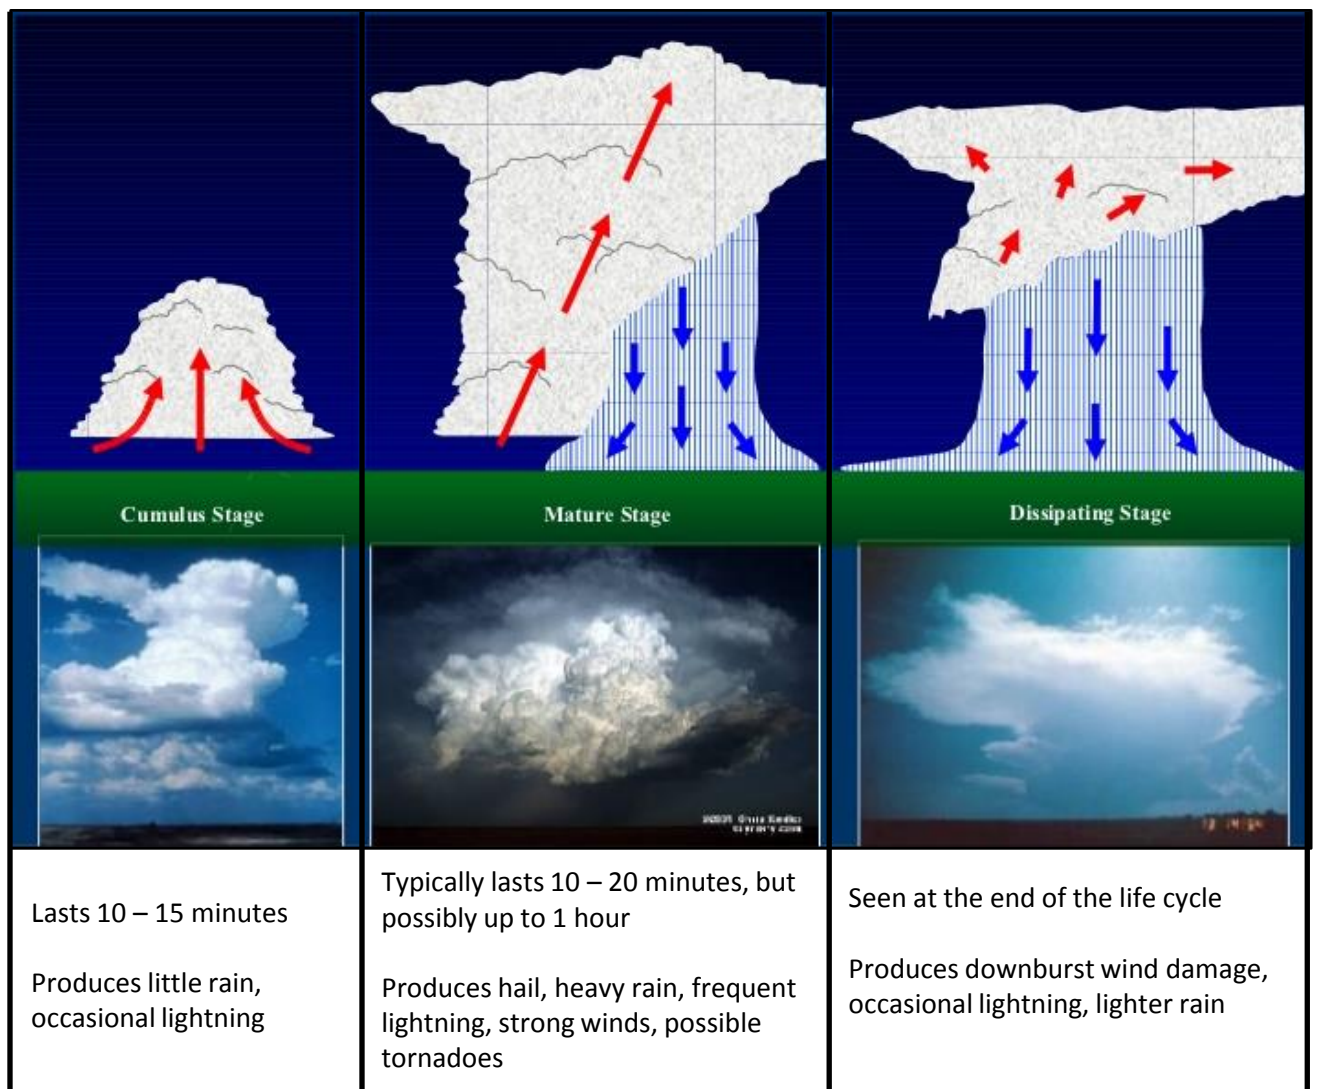 Cumulus Stage
Mature Stage
Dissipating Stage
Lasts 10 – 15 minutes
Produces little rain,
occasional lightning
Typically lasts 10 – 20 minutes, but
possibly up to 1 hour
Produces hail, heavy rain, frequent
lightning, strong winds, possible
tornadoes
Seen at the end of the life cycle
Produces downburst wind damage,
occasional lightning, lighter rain